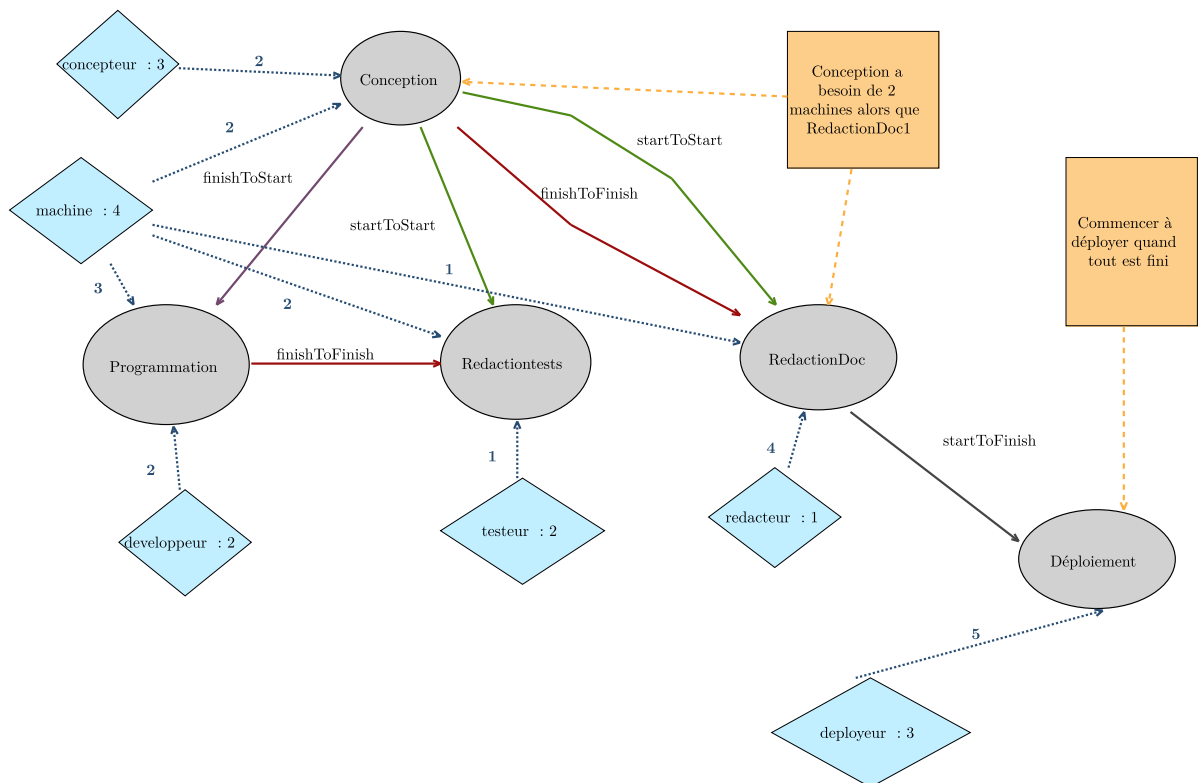 concepteur : 3
2
Conception
Conception a
besoin de 2
machines alors que
RedactionDoc1
2
startToStart
finishToStart
finishToFinish
machine : 4
startToStart
Commencer à
déployer quand
tout est fini
1
3
2
finishToFinish
Programmation
Redactiontests
RedactionDoc
startToFinish
2
1
4
developpeur : 2
testeur : 2
redacteur : 1
Déploiement
5
deployeur : 3